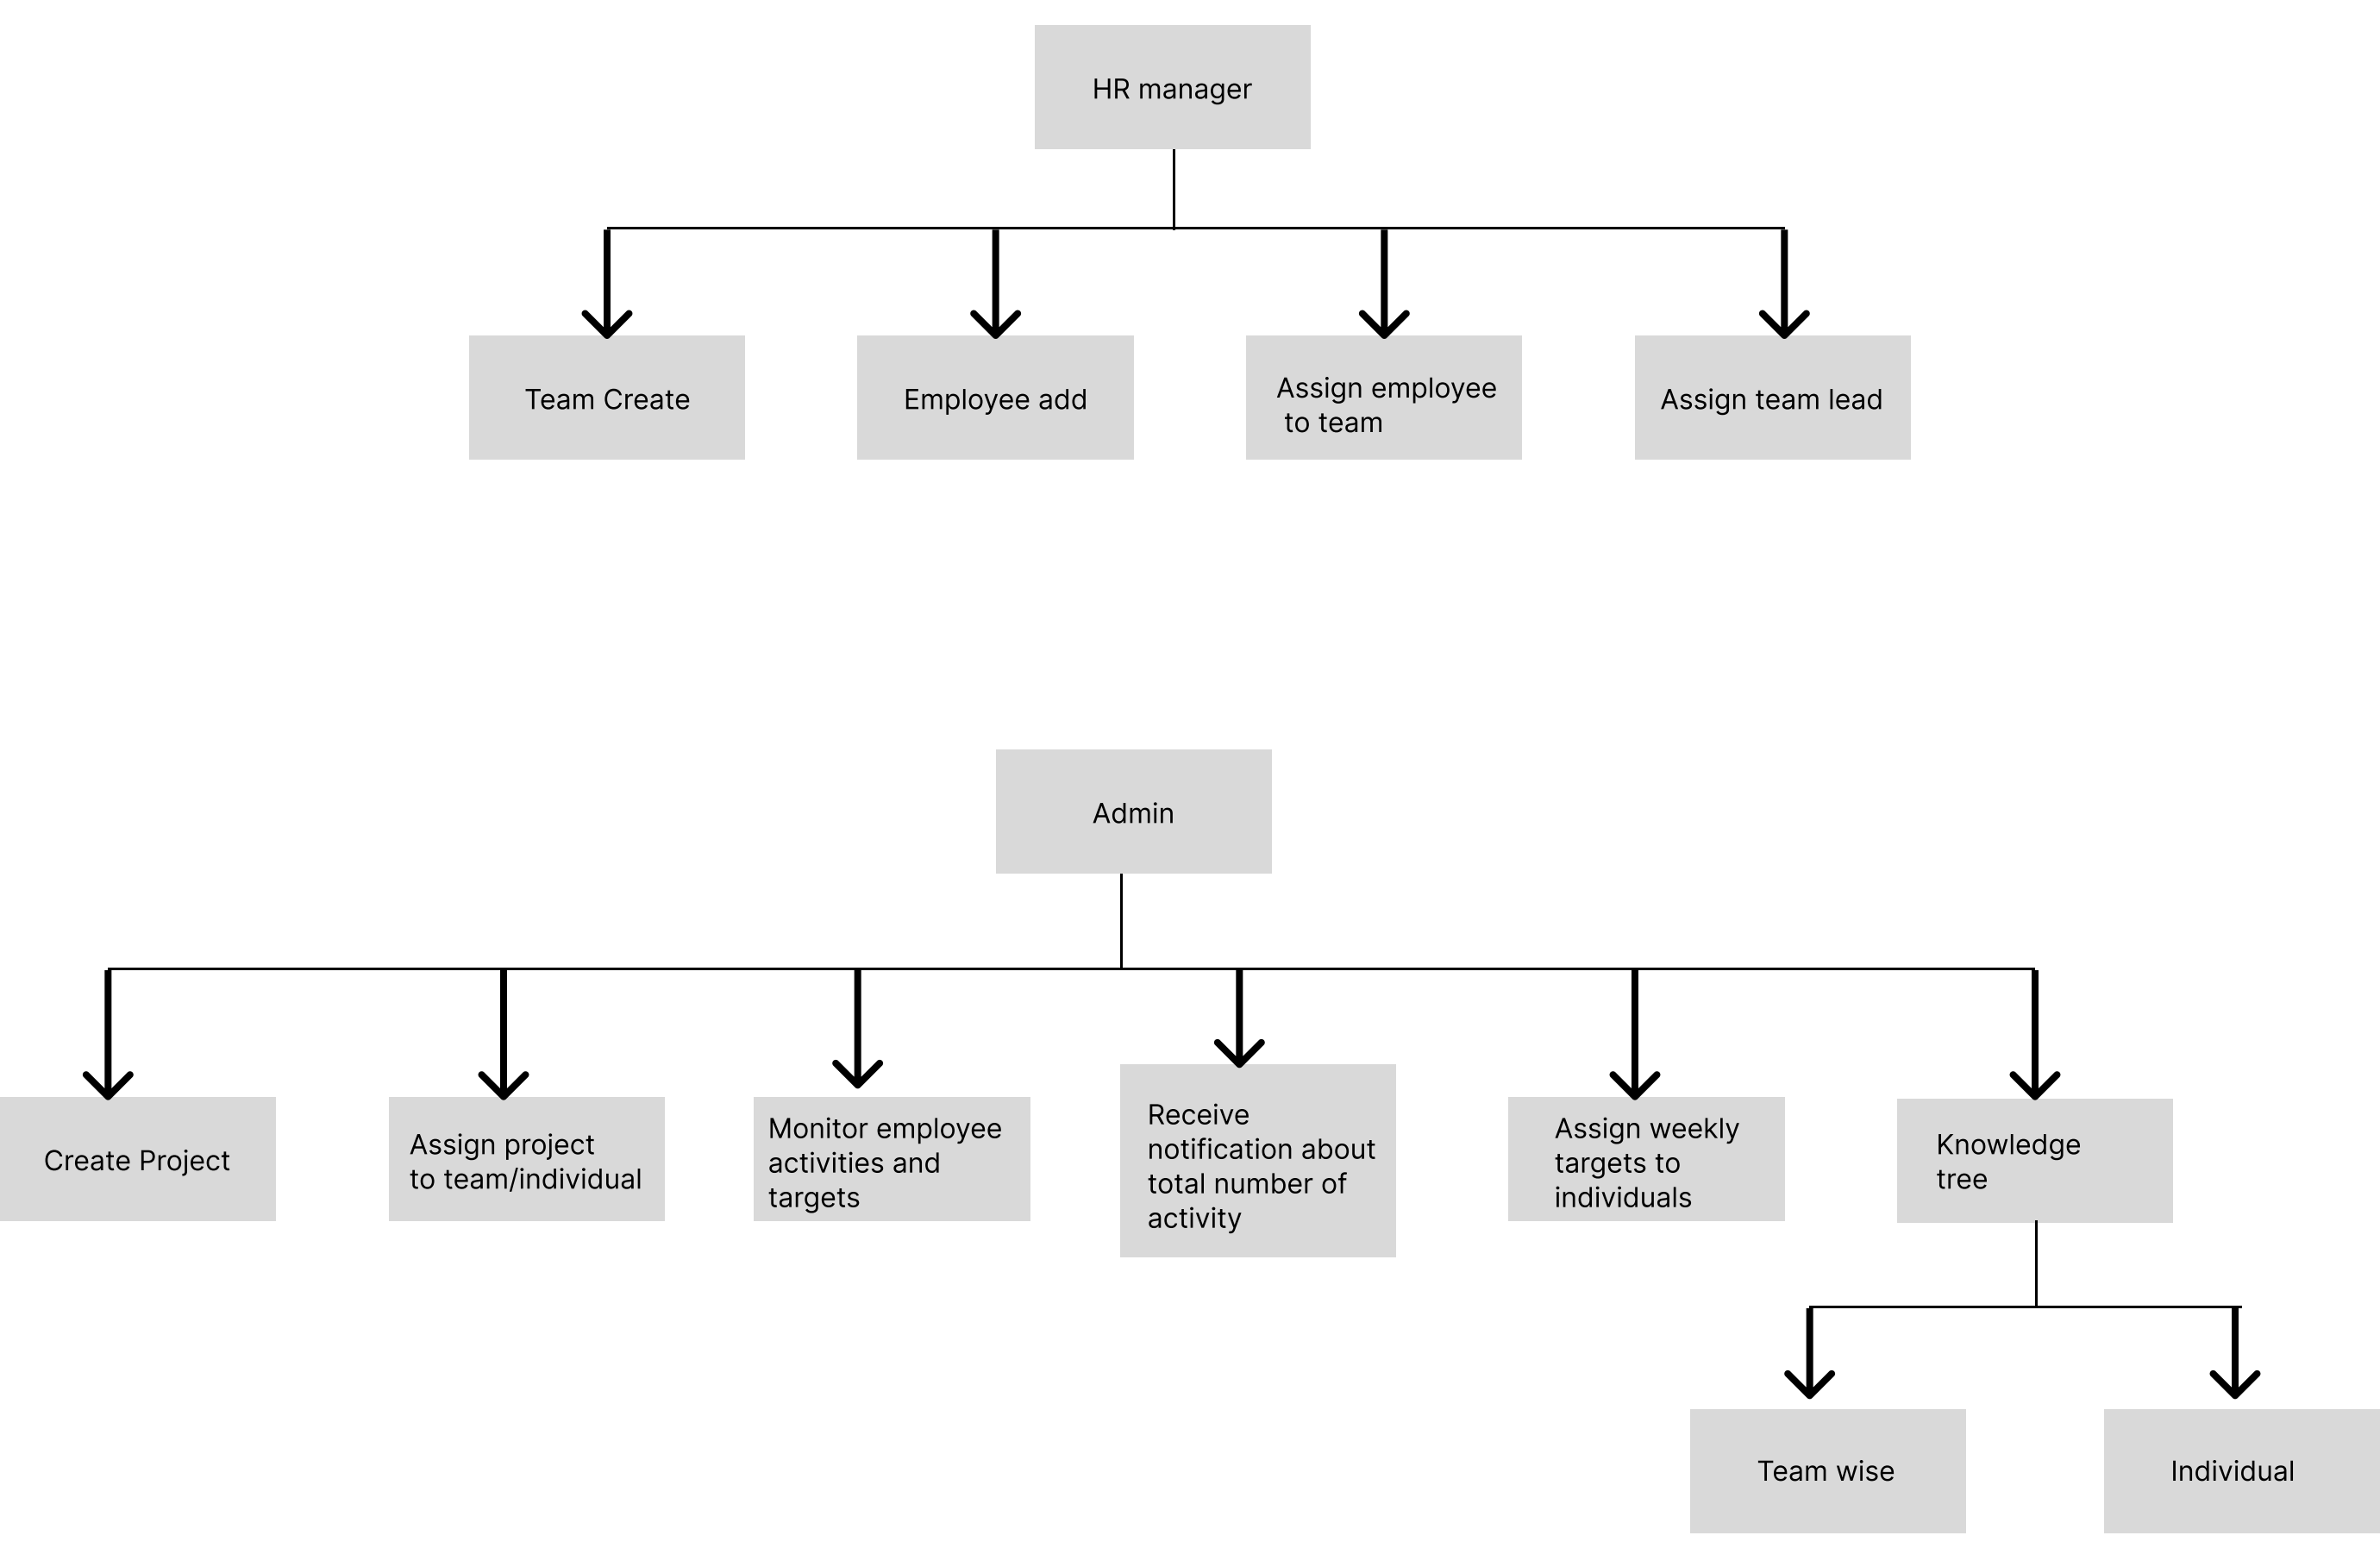 HR manager
Team Create
Employee add
Assign employee
to team
Assign team lead
Admin
Create Project
Assign project
to team/individual
Monitor employee
activities and
targets
Receive
notification about
total number of
activity
Assign weekly
targets to
individuals
Knowledge
tree
Team wise
Individual